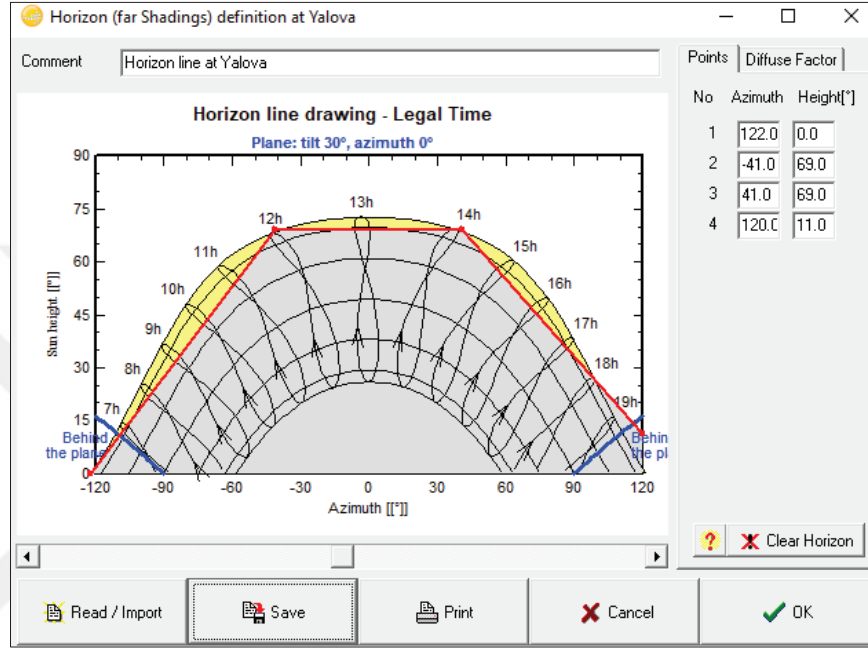 Horizon (far Shadings) definition at Yalova
Comment Horizon line at Yalova
Points Diffuse Factor
No Azimuth Height[°]
1 122.0 0.0
2 -41.0 69.0
3 41.0 69.0
4 120.0 11.0
Horizon line drawing - Legal Time
Plane: tilt 30°, azimuth 0°
90
75
60
45
30
15
0
Sun height [[°]]
7h
8h
9h
10h
11h
12h
13h
14h
15h
16h
17h
18h
19h
Behind
the plane
Behin
the pl
-120 -90 -60 -30 0 30 60 90 120
Azimuth [[°]]
? Clear Horizon
Read / Import Save Print Cancel OK